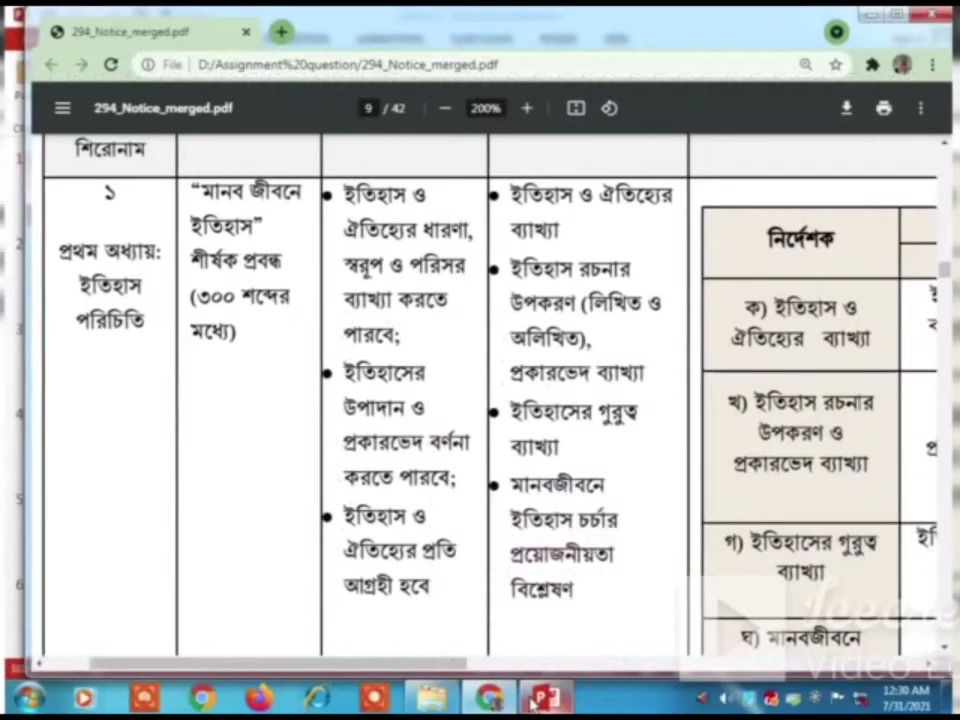 294_Notice_merged.pdf
File D:/Assignment%20question/294_Notice_merged.pdf
294_Notice_merged.pdf 9 / 42 200%
শিরোনাম
১
প্রথম অধ্যায়:
ইতিহাস
পরিচিতি
“মানব জীবনে
ইতিহাস”
শীর্ষক প্রবন্ধ
(৩০০ শব্দের
মধ্যে)
ইতিহাস ও
ঐতিহ্যের ধারণা,
স্বরূপ ও পরিসর
ব্যাখ্যা করতে
পারবে;
ইতিহাসের
উপাদান ও
প্রকারভেদ বর্ণনা
করতে পারবে;
ইতিহাস ও
ঐতিহ্যের প্রতি
আগ্রহী হবে
ইতিহাস ও ঐতিহ্যের
ব্যাখ্যা
ইতিহাস রচনার
উপকরণ (লিখিত ও
অলিখিত),
প্রকারভেদ ব্যাখ্যা
ইতিহাসের গুরুত্ব
ব্যাখ্যা
মানবজীবনে
ইতিহাস চর্চার
প্রয়োজনীয়তা
বিশ্লেষণ
নির্দেশক
ক) ইতিহাস ও
ঐতিহ্যের ব্যাখ্যা
খ) ইতিহাস রচনার
উপকরণ ও
প্রকারভেদ ব্যাখ্যা
গ) ইতিহাসের গুরুত্ব
ব্যাখ্যা
ঘ) মানবজীবনে
Video
12:30 AM
7/31/2021